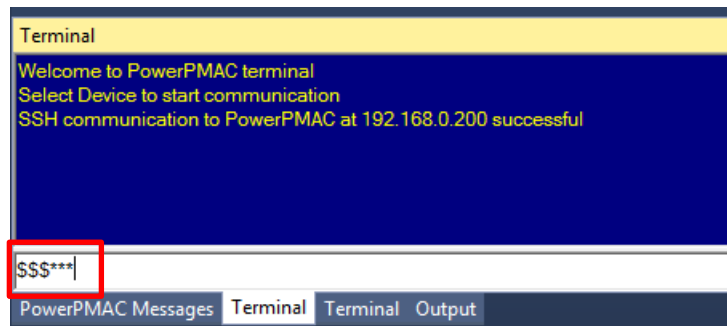 Terminal
Welcome to PowerPMAC terminal
Select Device to start communication
SSH communication to PowerPMAC at 192.168.0.200 successful
$$$***
PowerPMAC Messages Terminal Terminal Output